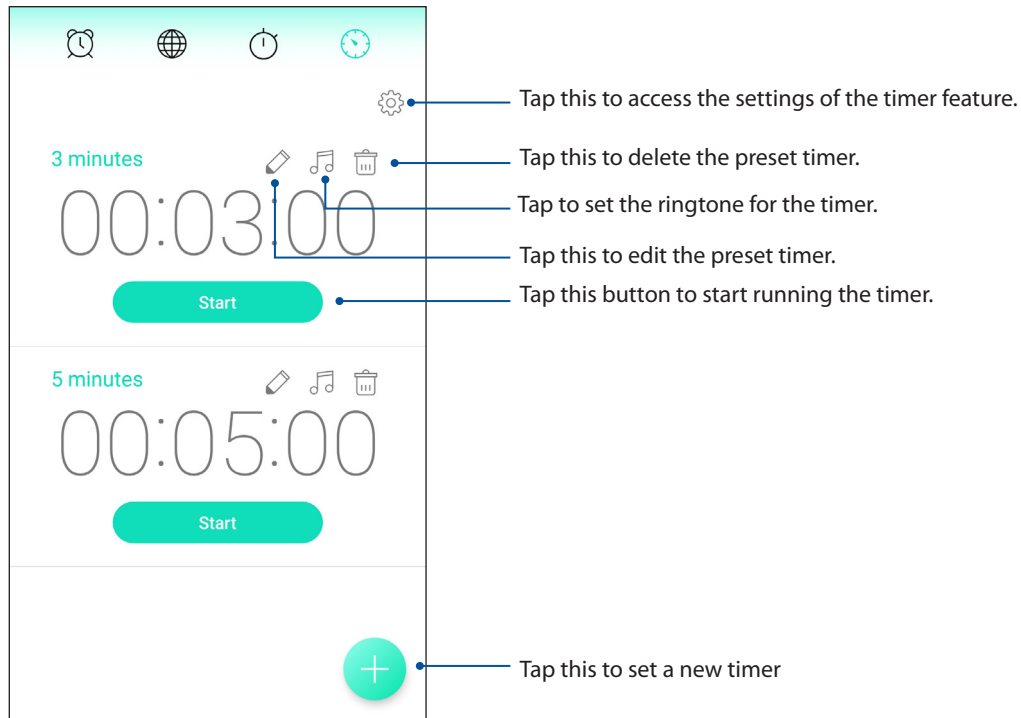 Tap this to access the settings of the timer feature.
3 minutes
Tap this to delete the preset timer.
00:03:00
Tap to set the ringtone for the timer.
Tap this to edit the preset timer.
Start
Tap this button to start running the timer.
5 minutes
00:05:00
Start
Tap this to set a new timer